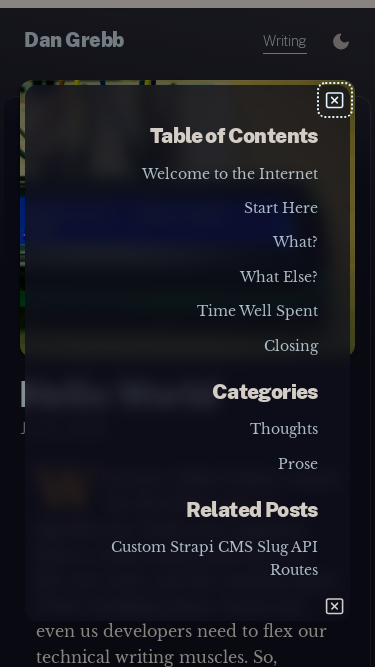 Dan Grebb
Writing
Table of Contents
Welcome to the Internet
Start Here
What?
What Else?
Time Well Spent
Closing
Categories
Thoughts
Prose
Related Posts
Custom Strapi CMS Slug API
Routes
even us developers need to flex our
technical writing muscles. So,